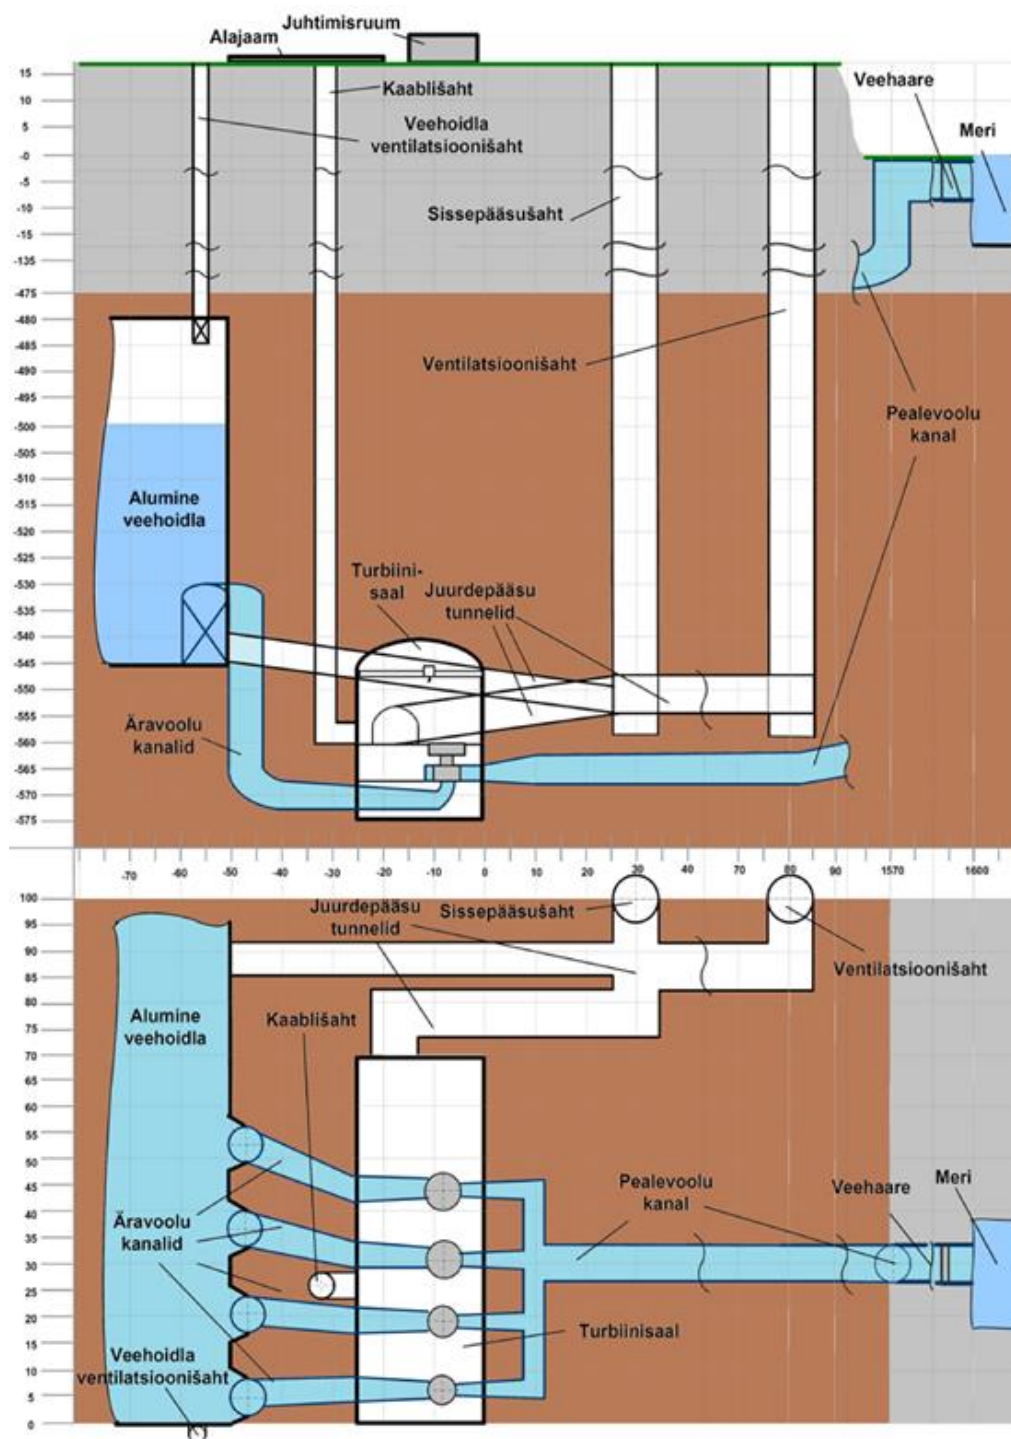 Juhtimisruum
Alajaam
15
10
5
-0
-5
-10
-15
-135
-475
-480
-485
-490
-495
-500
-505
-510
-515
-520
-525
-530
-535
-540
-545
-550
-555
-560
-565
-570
-575
Kaablišaht
Veehoidla
ventilatsioonišaht
Sissepääsušaht
Ventilatsioonišaht
Veehaare
Meri
Pealevoolu
kanal
Alumine
veehoidla
Turbiini-
saal
Juurdepääsu
tunnelid
Äravoolu
kanalid
-70 -60 -50 -40 -30 -20 -10 0 10 20 40 70 80 90 1570 1600
100
95
90
85
80
75
70
65
60
55
50
45
40
35
30
25
20
15
10
5
0
Juurdepääsu
tunnelid
Sissepääsušaht
Ventilatsioonišaht
Alumine
veehoidla
Kaablišaht
Pealevoolu
kanal
Veehaare
Meri
Äravoolu
kanalid
Turbiinisaal
Veehoidla
ventilatsioonišaht